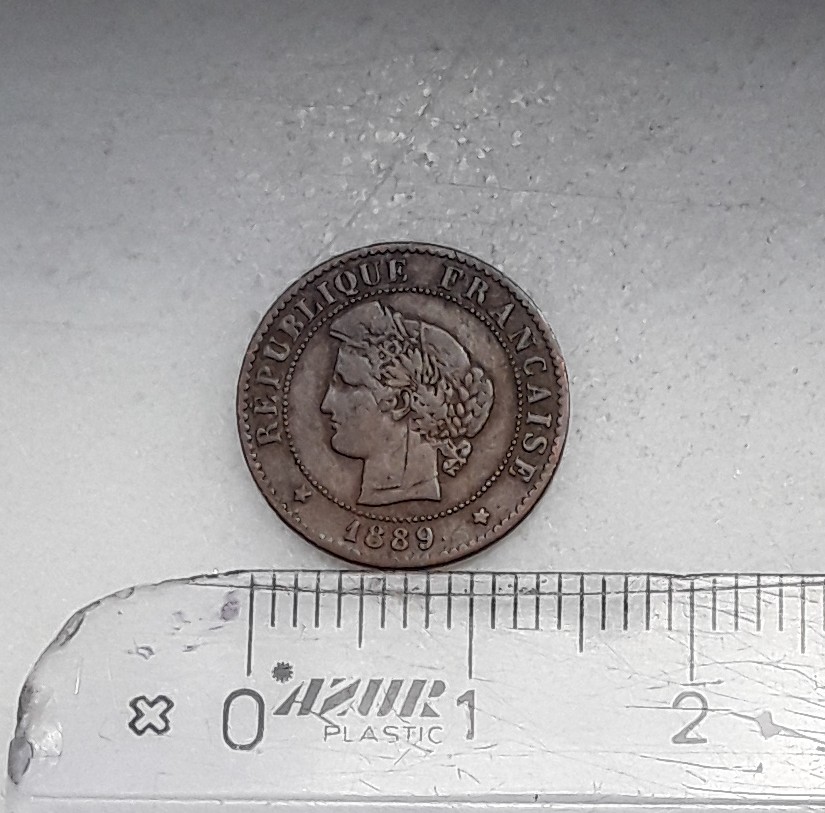 REPUBLIQUE FRANCAISE
1889
0 1 2
AZUR
PLASTIC